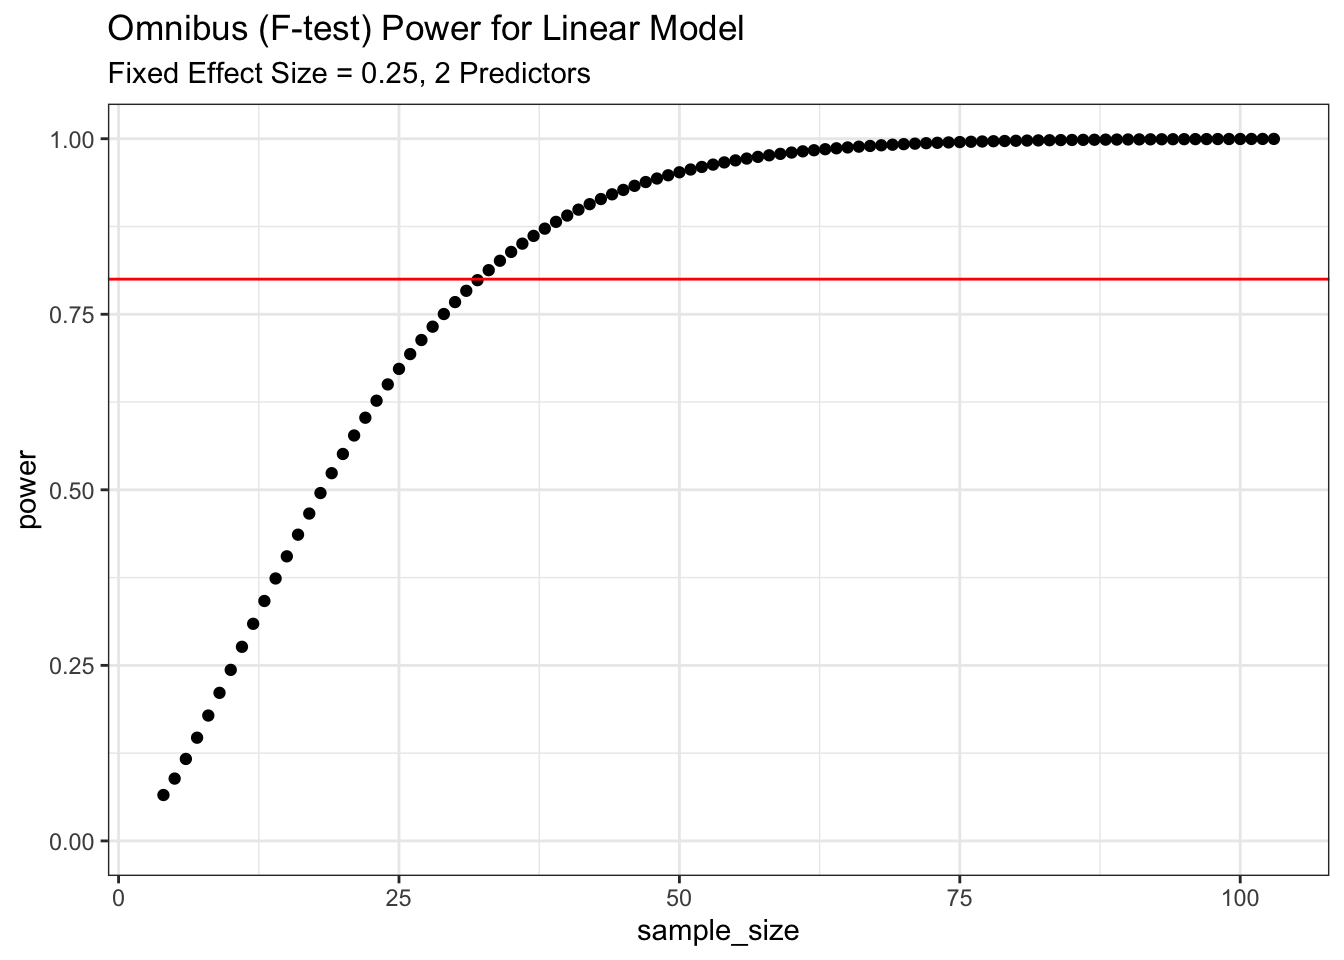 Omnibus (F-test) Power for Linear Model
Fixed Effect Size = 0.25, 2 Predictors
1.00
0.75
0.50
0.25
0.00
power
0 25 50 75 100
sample_size